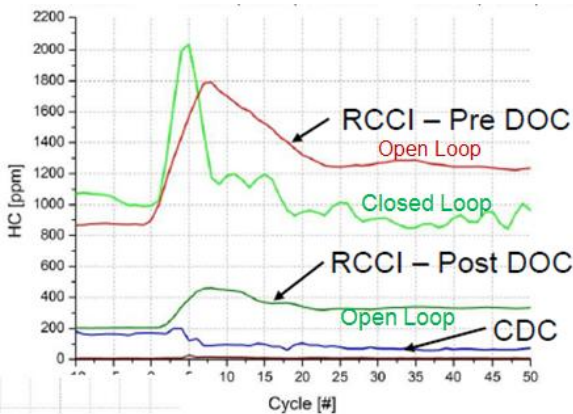 2200
2000
1800
1600
1400
1200
1000
800
600
400
200
0
HC [ppm]
RCCI – Pre DOC
Open Loop
Closed Loop
RCCI – Post DOC
Open Loop
CDC
-10 -5 0 5 10 15 20 25 30 35 40 45 50
Cycle [#]